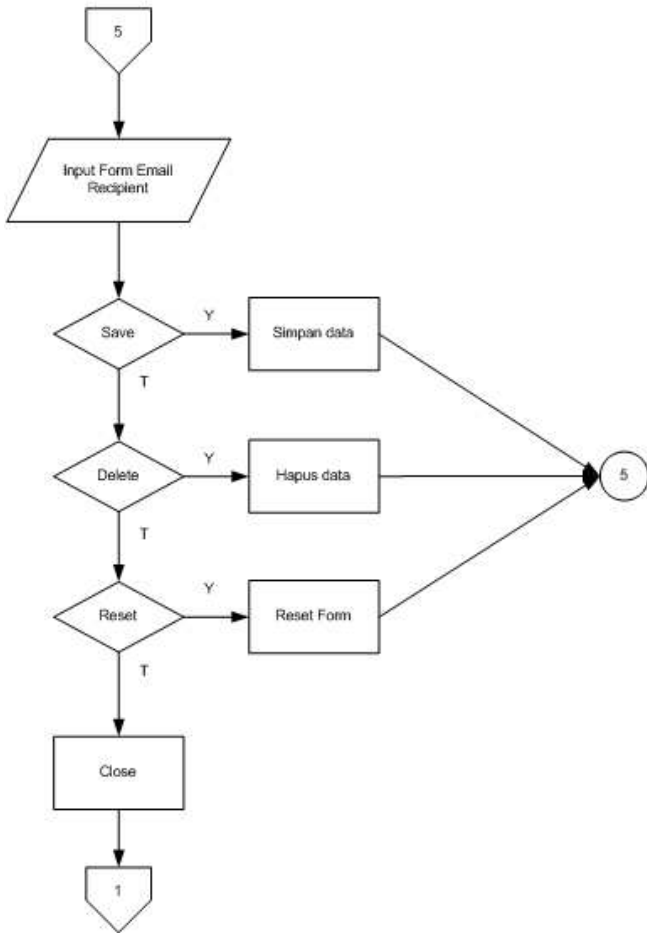 5
Input Form Email
Recipient
Save
Y
Simpan data
T
Delete
Y
Hapus data
5
T
Reset
Y
Reset Form
T
Close
1